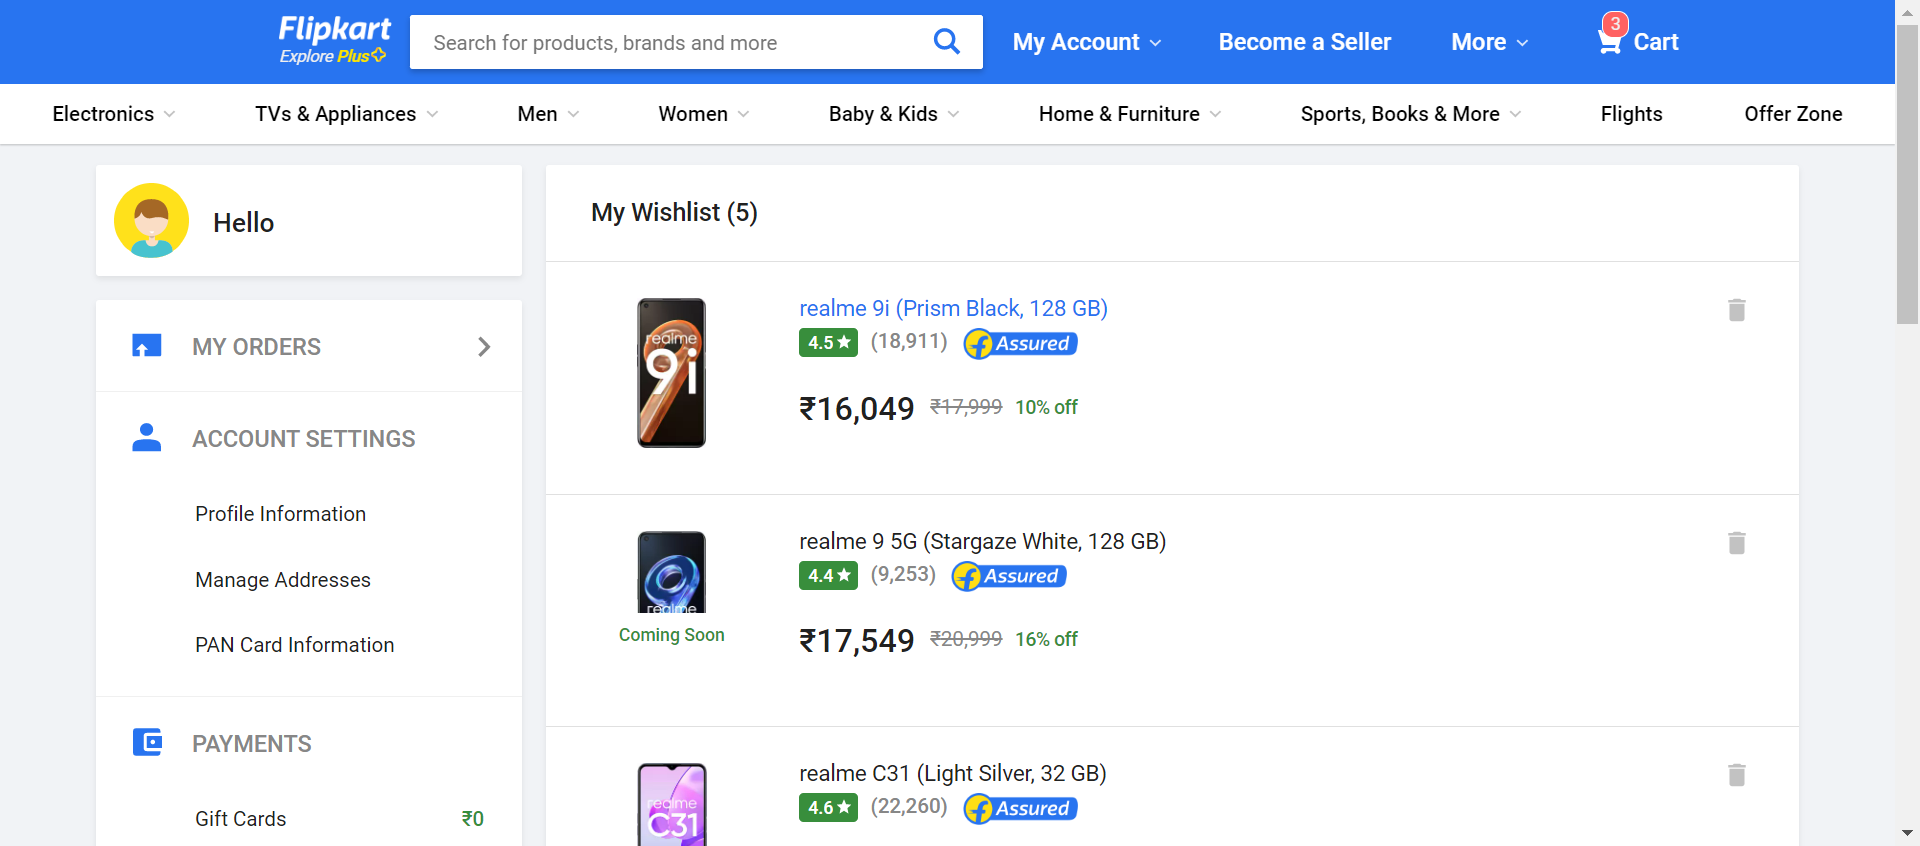 Flipkart
Explore Plus
Search for products, brands and more
My Account
Become a Seller
More
3
Cart
Electronics
TVs & Appliances
Men
Women
Baby & Kids
Home & Furniture
Sports, Books & More
Flights
Offer Zone
Hello
MY ORDERS
ACCOUNT SETTINGS
Profile Information
Manage Addresses
PAN Card Information
PAYMENTS
Gift Cards ₹0
My Wishlist (5)
realme
9i
realme 9i (Prism Black, 128 GB)
4.5★ (18,911) f Assured
₹16,049 ₹17,999 10% off
9
realme
Coming Soon
realme 9 5G (Stargaze White, 128 GB)
4.4★ (9,253) f Assured
₹17,549 ₹20,999 16% off
realme
C31
realme C31 (Light Silver, 32 GB)
4.6★ (22,260) f Assured